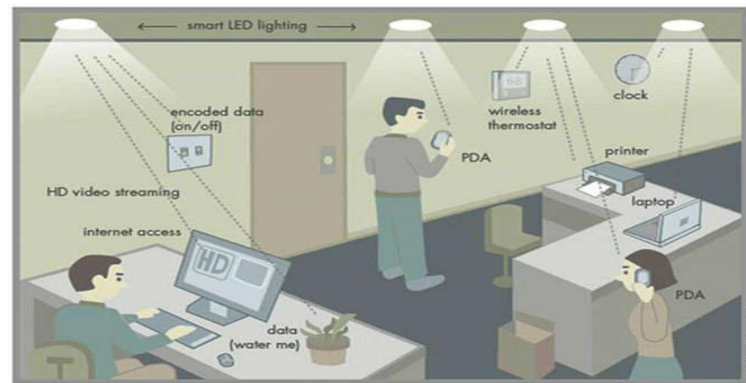 smart LED lighting
encoded data
(on/off)
HD video streaming
internet access
HD
data
(water me)
PDA
68
wireless
thermostat
clock
printer
laptop
PDA